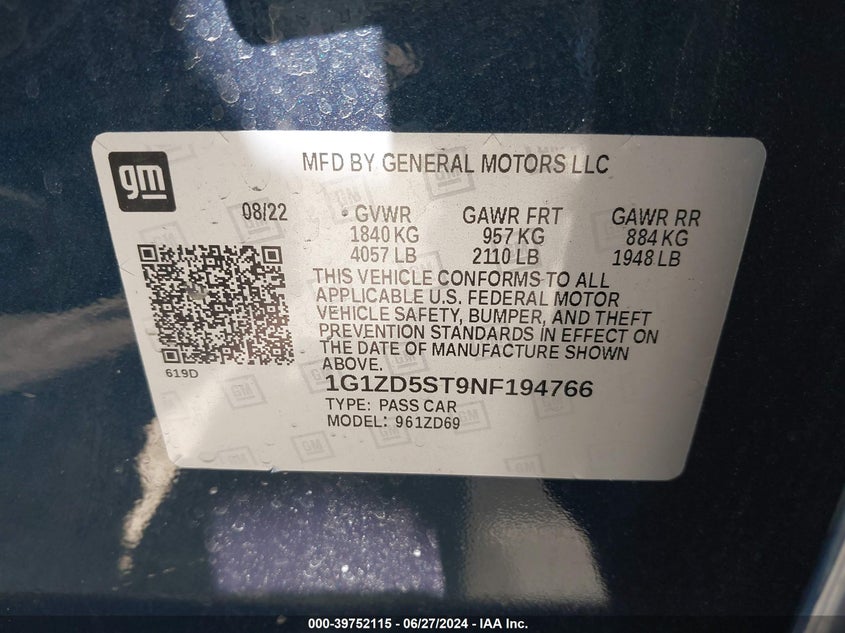 gm
MFD BY GENERAL MOTORS LLC
08/22
GVWR GAWR FRT GAWR RR
1840 KG 957 KG 884 KG
4057 LB 2110 LB 1948 LB
THIS VEHICLE CONFORMS TO ALL
APPLICABLE U.S. FEDERAL MOTOR
VEHICLE SAFETY, BUMPER, AND THEFT
PREVENTION STANDARDS IN EFFECT ON
THE DATE OF MANUFACTURE SHOWN
ABOVE.
619D
1G1ZD5ST9NF194766
TYPE: PASS CAR
MODEL: 961ZD69
000-39752115 - 06/27/2024 - IAA Inc.